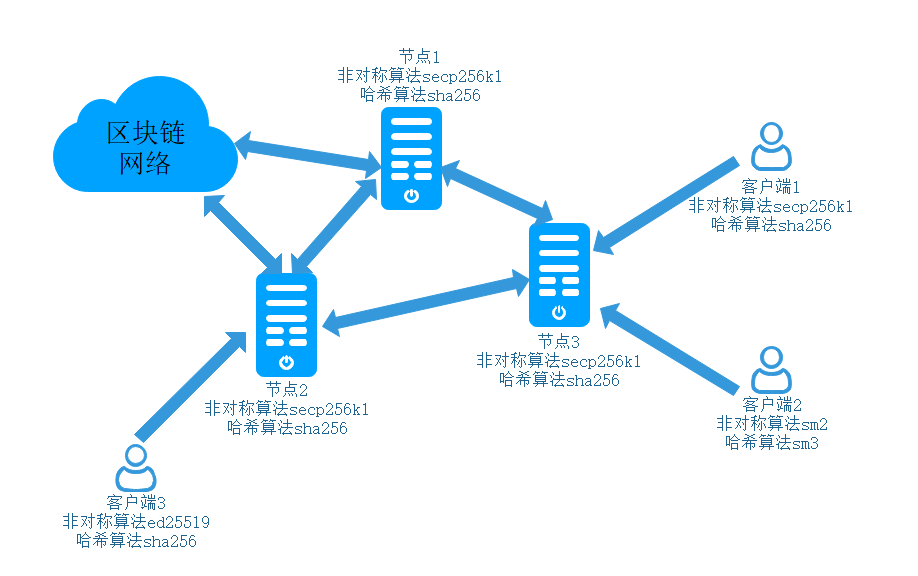 节点1
非对称算法secp256k1
哈希算法sha256
区块链
网络
客户端1
非对称算法secp256k1
哈希算法sha256
节点3
非对称算法secp256k1
哈希算法sha256
节点2
非对称算法secp256k1
哈希算法sha256
客户端2
非对称算法sm2
哈希算法sm3
客户端3
非对称算法ed25519
哈希算法sha256